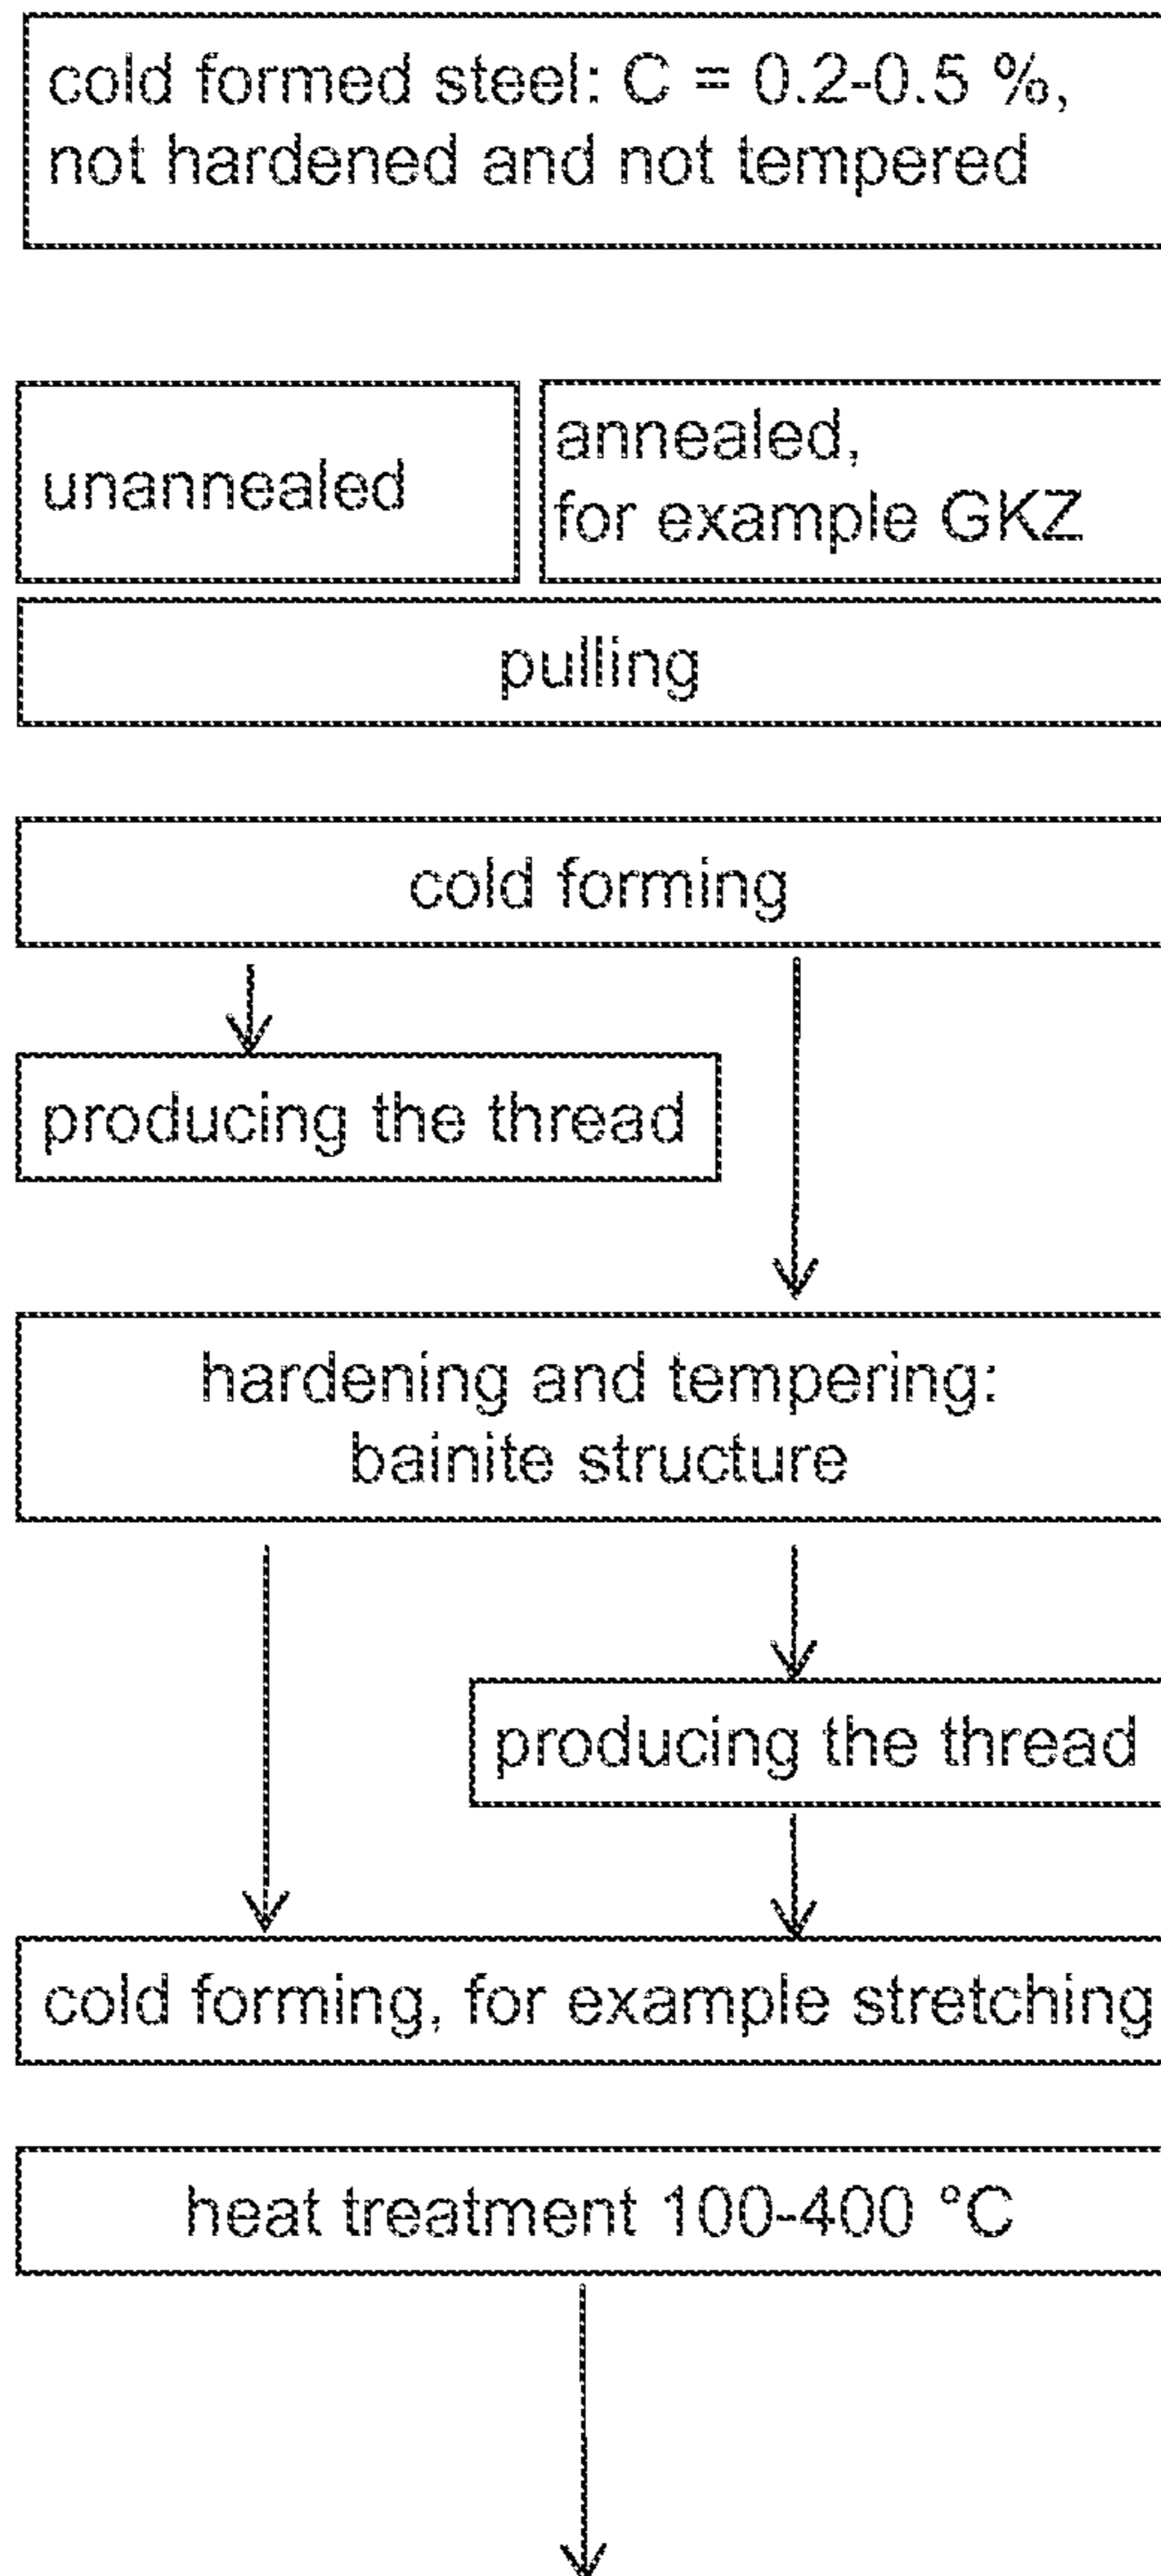 cold formed steel: C = 0.2-0.5 %,
not hardened and not tempered
unannealed
annealed,
for example GKZ
pulling
cold forming
producing the thread
hardening and tempering:
bainite structure
producing the thread
cold forming, for example stretching
heat treatment 100-400 °C